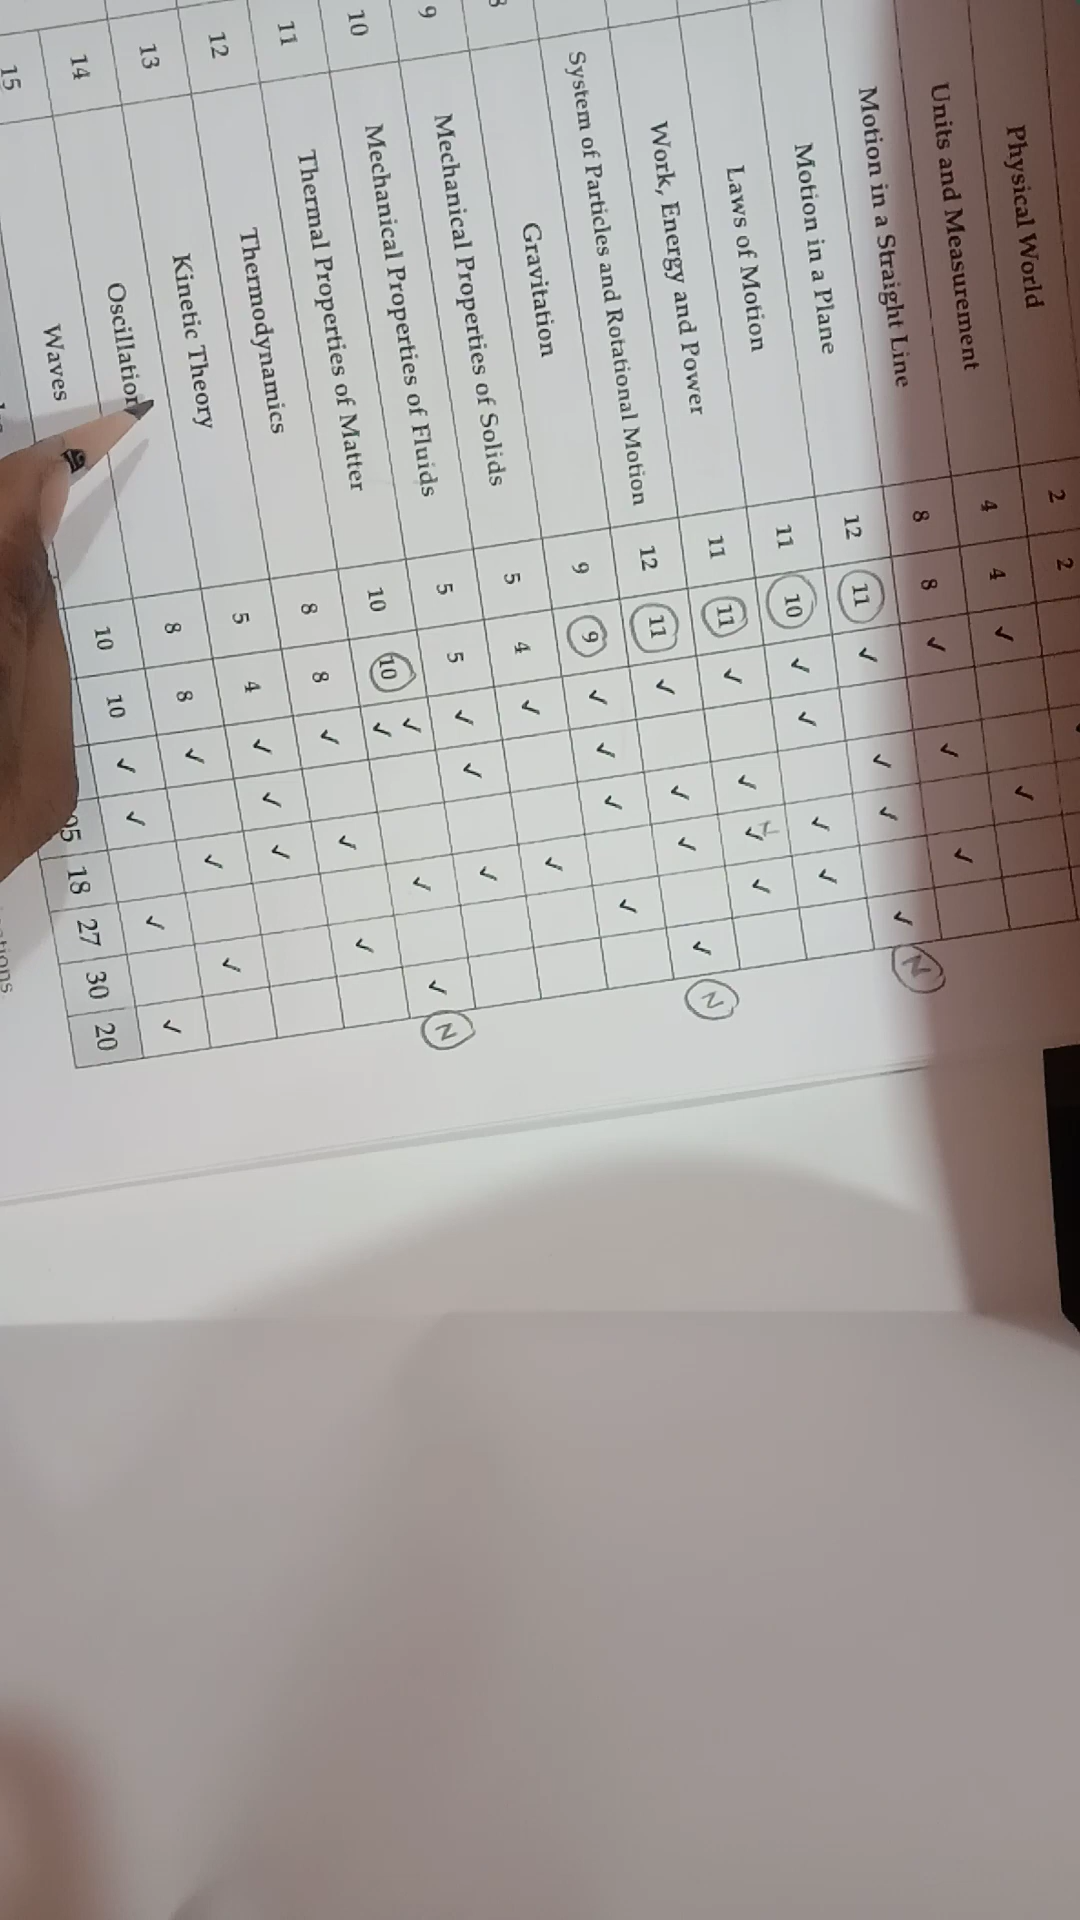 Physical World 2 2
Units and Measurement 4 4 ✓ ✓
Motion in a Straight Line 8 8 ✓ ✓ ✓
Motion in a Plane 12 11 ✓ ✓ ✓ ✓ N
Laws of Motion 11 10 ✓ ✓ ✓ ✓
Work, Energy and Power 11 11 ✓ ✓ ✓ ✓
System of Particles and Rotational Motion 12 11 ✓ ✓ ✓ ✓ N
Gravitation 9 9 ✓ ✓ ✓ ✓
9 Mechanical Properties of Solids 5 4 ✓ ✓
10 Mechanical Properties of Fluids 5 5 ✓ ✓ ✓
11 Thermal Properties of Matter 10 10 ✓ ✓ ✓ ✓ N
12 Thermodynamics 8 8 ✓ ✓ ✓
13 Kinetic Theory 5 4 ✓ ✓ ✓
14 Oscillation 8 8 ✓ ✓ ✓
15 Waves 10 10 ✓ ✓ ✓ ✓
18 27 30 20